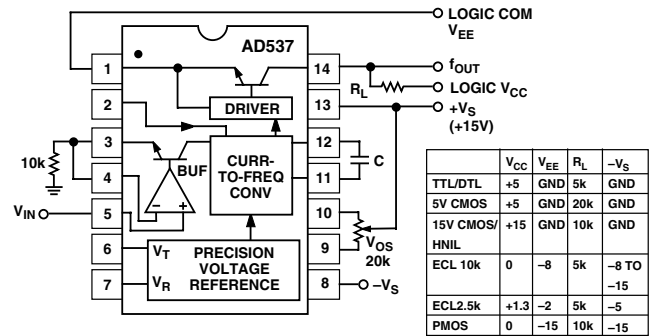 LOGIC COM
VEE
AD537
1
14
fOUT
RL
LOGIC VCC
DRIVER
2
13
+VS
(+15V)
3
12
10k
BUF
CURR-
TO-FREQ
CONV
C
4
11
– +
VIN
5
10
VOS
20k
6
VT
PRECISION
VOLTAGE
REFERENCE
9
7
VR
8
–VS
VCC VEE RL –VS
TTL/DTL +5 GND 5k GND
5V CMOS +5 GND 20k GND
15V CMOS/
HNIL +15 GND 10k GND
ECL 10k 0 –8 5k –8 TO
–15
ECL2.5k +1.3 –2 5k –5
PMOS 0 –15 10k –15